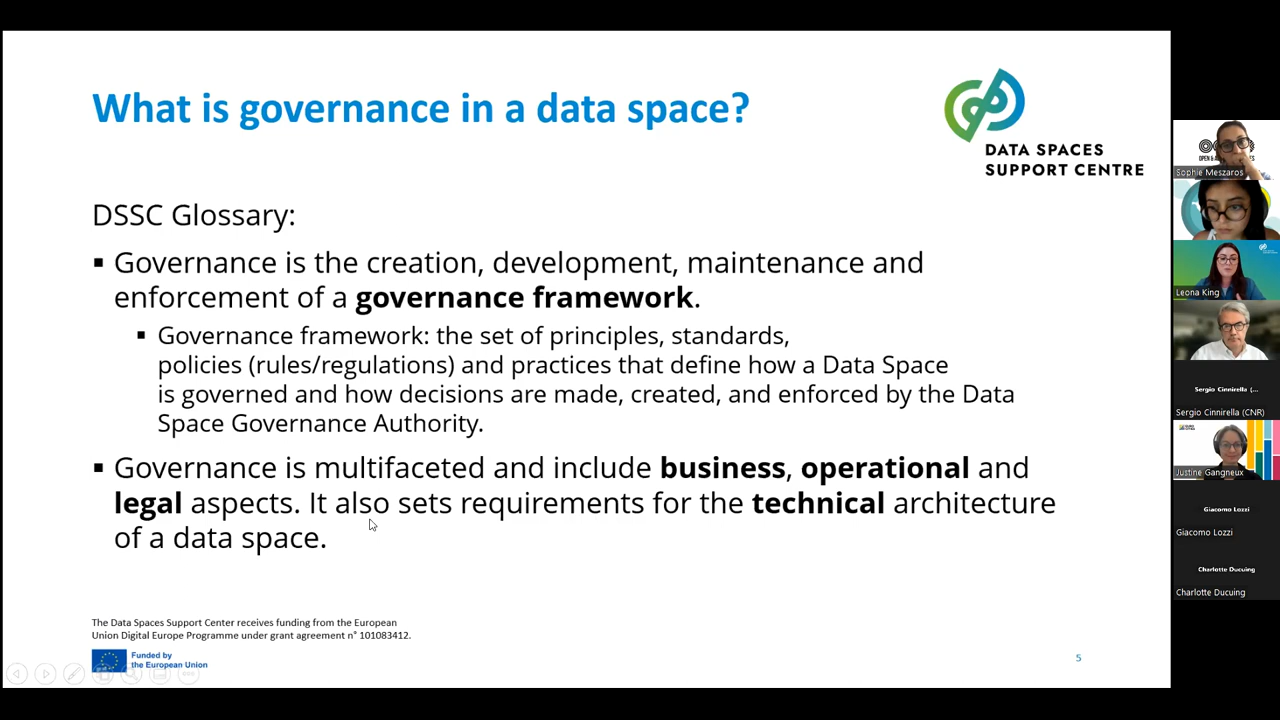 What is governance in a data space?
DATA SPACES
SUPPORT CENTRE
DSSC Glossary:
▪ Governance is the creation, development, maintenance and
enforcement of a governance framework.
▪ Governance framework: the set of principles, standards,
policies (rules/regulations) and practices that define how a Data Space
is governed and how decisions are made, created, and enforced by the Data
Space Governance Authority.
▪ Governance is multifaceted and include business, operational and
legal aspects. It also sets requirements for the technical architecture
of a data space.
The Data Spaces Support Center receives funding from the European
Union Digital Europe Programme under grant agreement n° 101083412.
Funded by
the European Union
5
Sophie Meszaros
Leona King
Sergio Cinnirella (...
Sergio Cinnirella (CNR)
Justine Gangneux
Giacomo Lozzi
Giacomo Lozzi
Charlotte Ducuing
Charlotte Ducuing